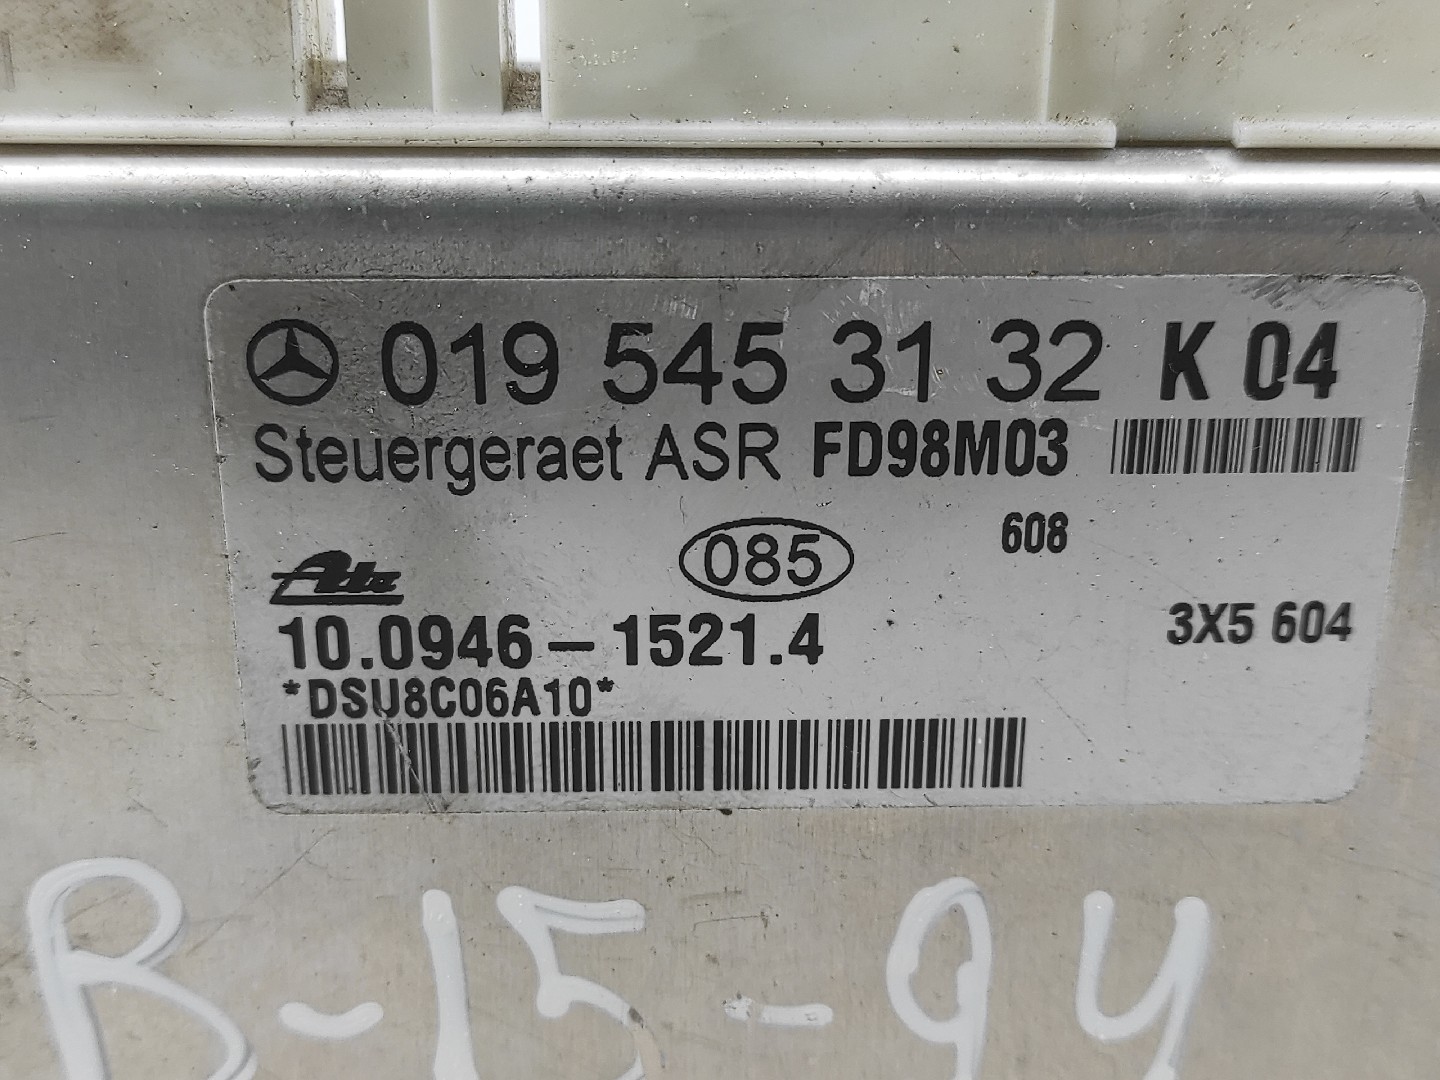 019 545 31 32 K 04
Steuergeraet ASR FD98M03
608
085
Ate
10.0946-1521.4
3X5 604
*DSU8C06A10*
B-15-94